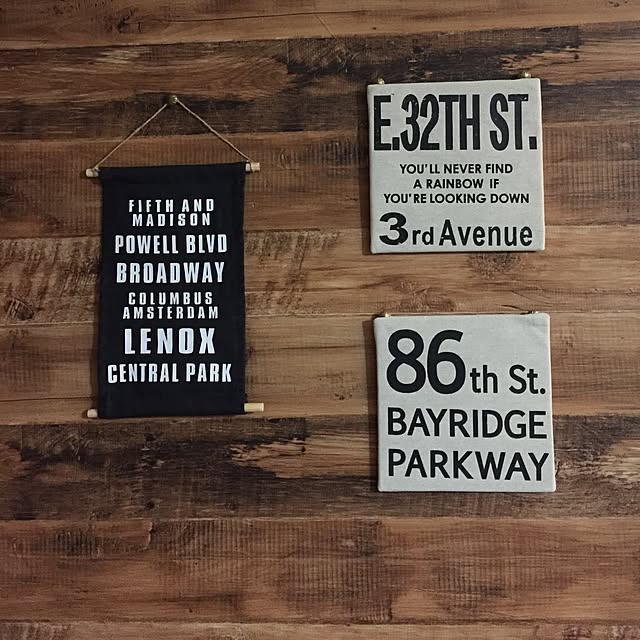 FIFTH AND
MADISON
POWELL BLVD
BROADWAY
COLUMBUS
AMSTERDAM
LENOX
CENTRAL PARK
E.32TH ST.
YOU'LL NEVER FIND
A RAINBOW IF
YOU'RE LOOKING DOWN
3rd Avenue
86th St.
BAYRIDGE
PARKWAY